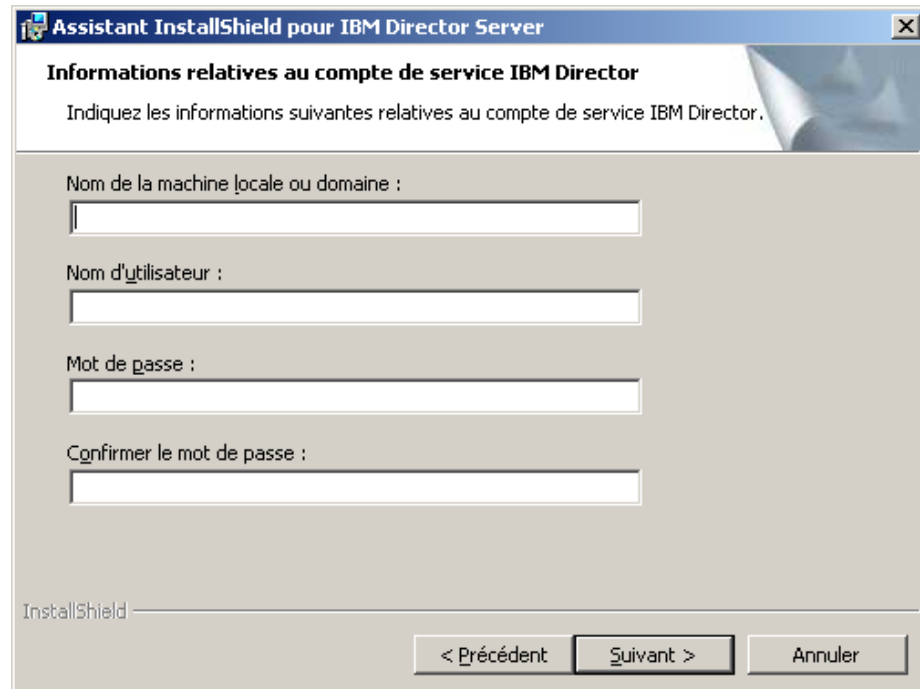 Assistant InstallShield pour IBM Director Server
Informations relatives au compte de service IBM Director
Indiquez les informations suivantes relatives au compte de service IBM Director.
Nom de la machine locale ou domaine :
Nom d'utilisateur :
Mot de passe :
Confirmer le mot de passe :
InstallShield
< Précédent
Suivant >
Annuler